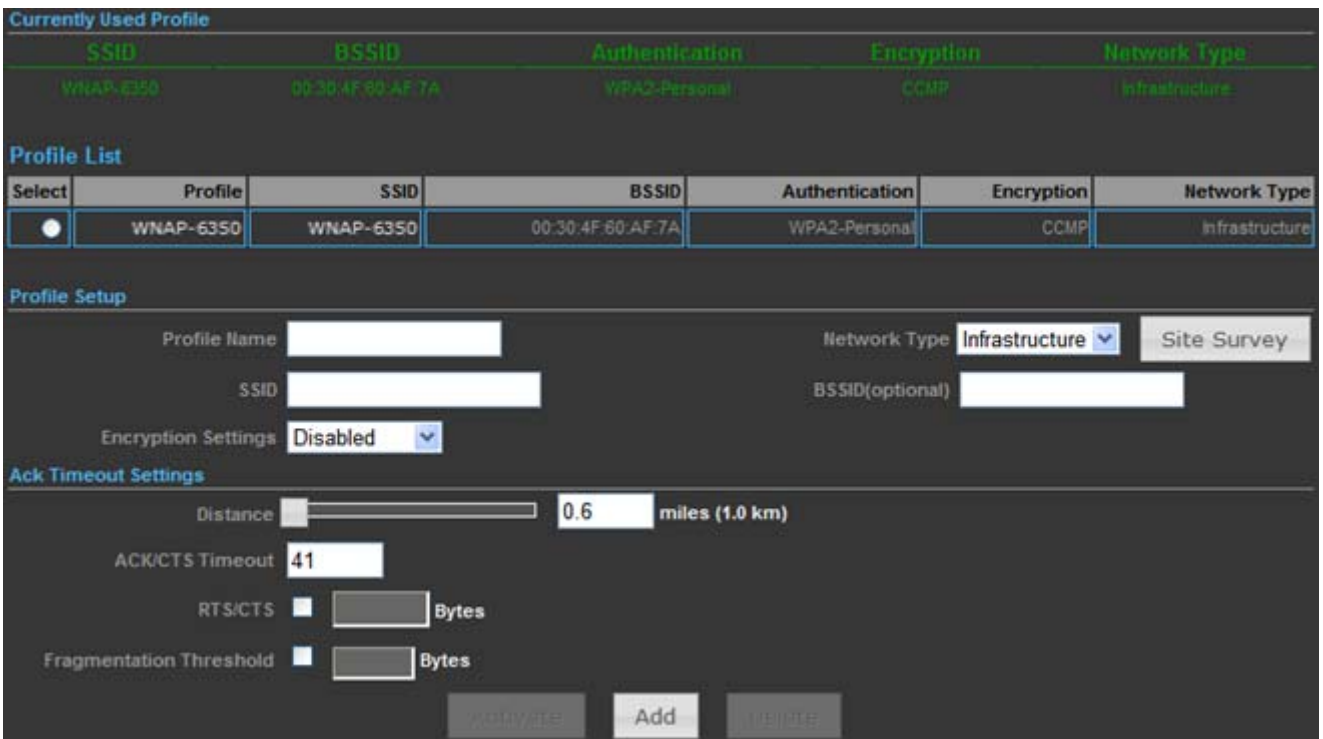 Currently Used Profile
SSID BSSID Authentication Encryption Network Type
WNAP-6350 00:30:4F:60:AF:7A WPA2-Personal CCMP Infrastructure
Profile List
Select Profile SSID BSSID Authentication Encryption Network Type
WNAP-6350 WNAP-6350 00:30:4F:60:AF:7A WPA2-Personal CCMP Infrastructure
Profile Setup
Profile Name Network Type Infrastructure Site Survey
SSID BSSID(optional)
Encryption Settings Disabled
Ack Timeout Settings
Distance 0.6 miles (1.0 km)
ACK/CTS Timeout 41
RTS/CTS Bytes
Fragmentation Threshold Bytes
Activate Add Delete